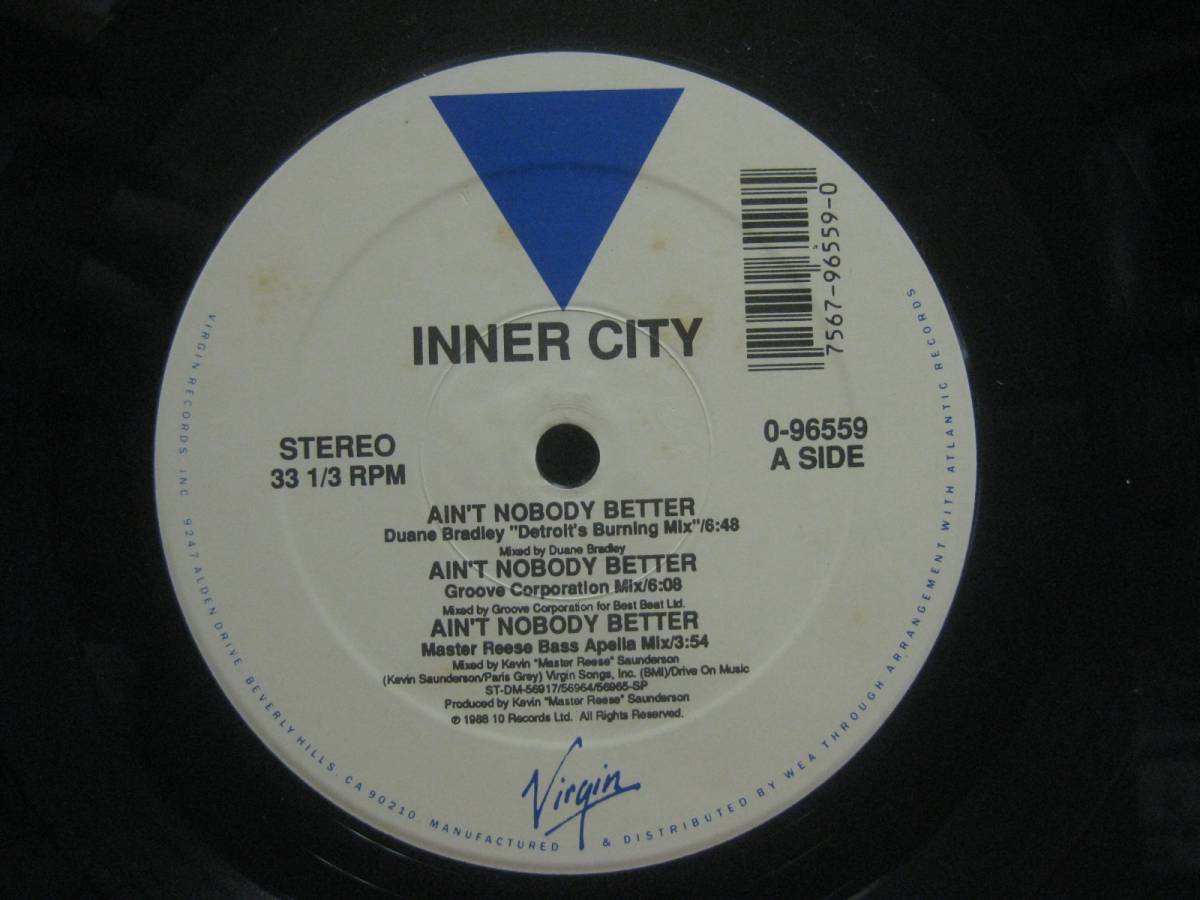 INNER CITY
7567-96559-0
STEREO
33 1/3 RPM
0-96559
A SIDE
AIN'T NOBODY BETTER
Duane Bradley "Detroit's Burning Mix"/6:48
Mixed by Duane Bradley
AIN'T NOBODY BETTER
Groove Corporation Mix/6:08
Mixed by Groove Corporation for Best Beat Ltd.
AIN'T NOBODY BETTER
Master Reese Bass Apella Mix/3:54
Mixed by Kevin "Master Reese" Saunderson
(Kevin Saunderson/Paris Grey) Virgin Songs, Inc. (BMI)/Drive On Music
ST-DM-56917/56964/56965-SP
Produced by Kevin "Master Reese" Saunderson
℗ 1988 10 Records Ltd. All Rights Reserved.
Virgin
VIRGIN RECORDS INC 9247 ALDEN DRIVE BEVERLY HILLS, CA 90210 MANUFACTURED & DISTRIBUTED BY WEA THROUGH ARRANGEMENT WITH ATLANTIC RECORDS